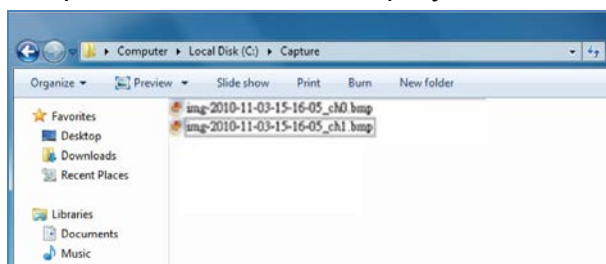 Computer ▸ Local Disk (C:) ▸ Capture
Organize Preview Slide show Print Burn New folder
Favorites
Desktop
Downloads
Recent Places
Libraries
Documents
Music
img-2010-11-03-15-16-05_ch0.bmp
img-2010-11-03-15-16-05_ch1.bmp